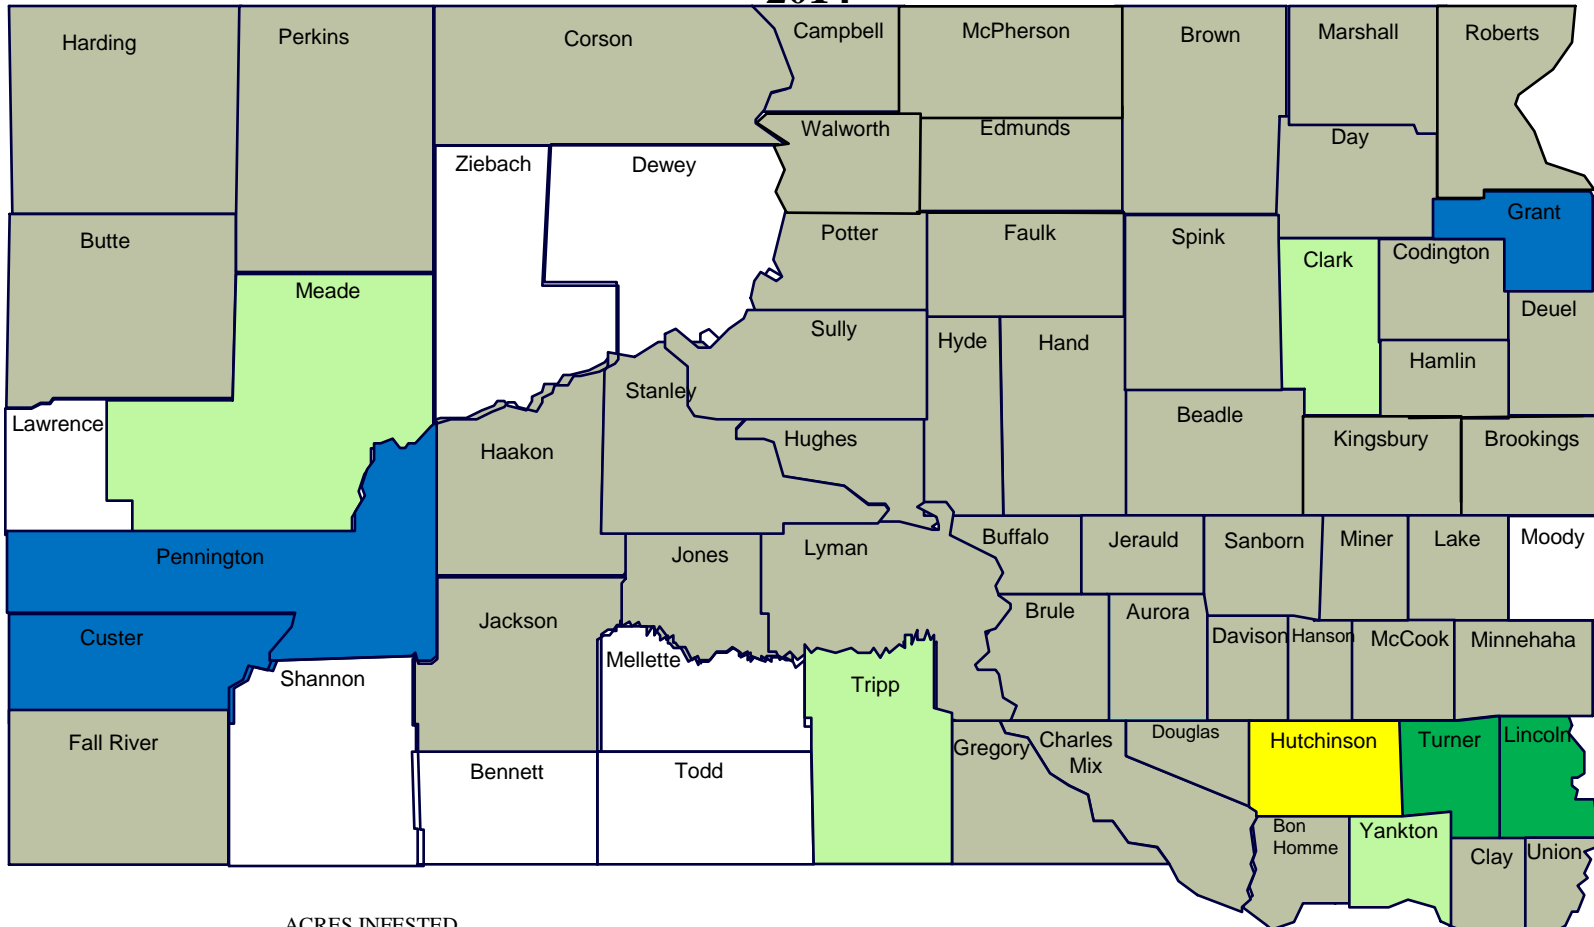 2014
Harding
Perkins
Corson
Campbell
McPherson
Brown
Marshall
Roberts
Walworth
Edmunds
Day
Ziebach
Dewey
Grant
Butte
Potter
Faulk
Spink
Clark
Codington
Meade
Deuel
Sully
Hyde
Hand
Hamlin
Stanley
Lawrence
Beadle
Haakon
Hughes
Kingsbury
Brookings
Pennington
Jones
Lyman
Buffalo
Jerauld
Sanborn
Miner
Lake
Moody
Custer
Jackson
Brule
Aurora
Davison
Hanson
McCook
Minnehaha
Shannon
Mellette
Tripp
Fall River
Bennett
Todd
Gregory
Charles
Mix
Douglas
Hutchinson
Turner
Lincoln
Bon
Homme
Yankton
Clay
Union
ACRES INFESTED